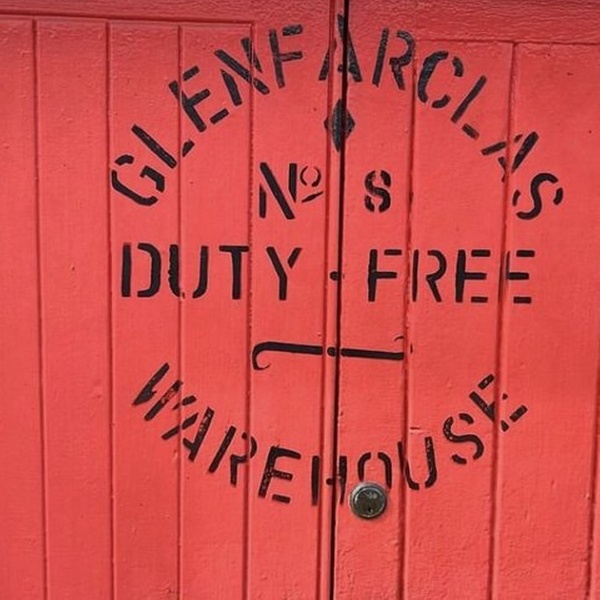 GLENFARCLAS
Nº 8
DUTY-FREE
WAREHOUSE